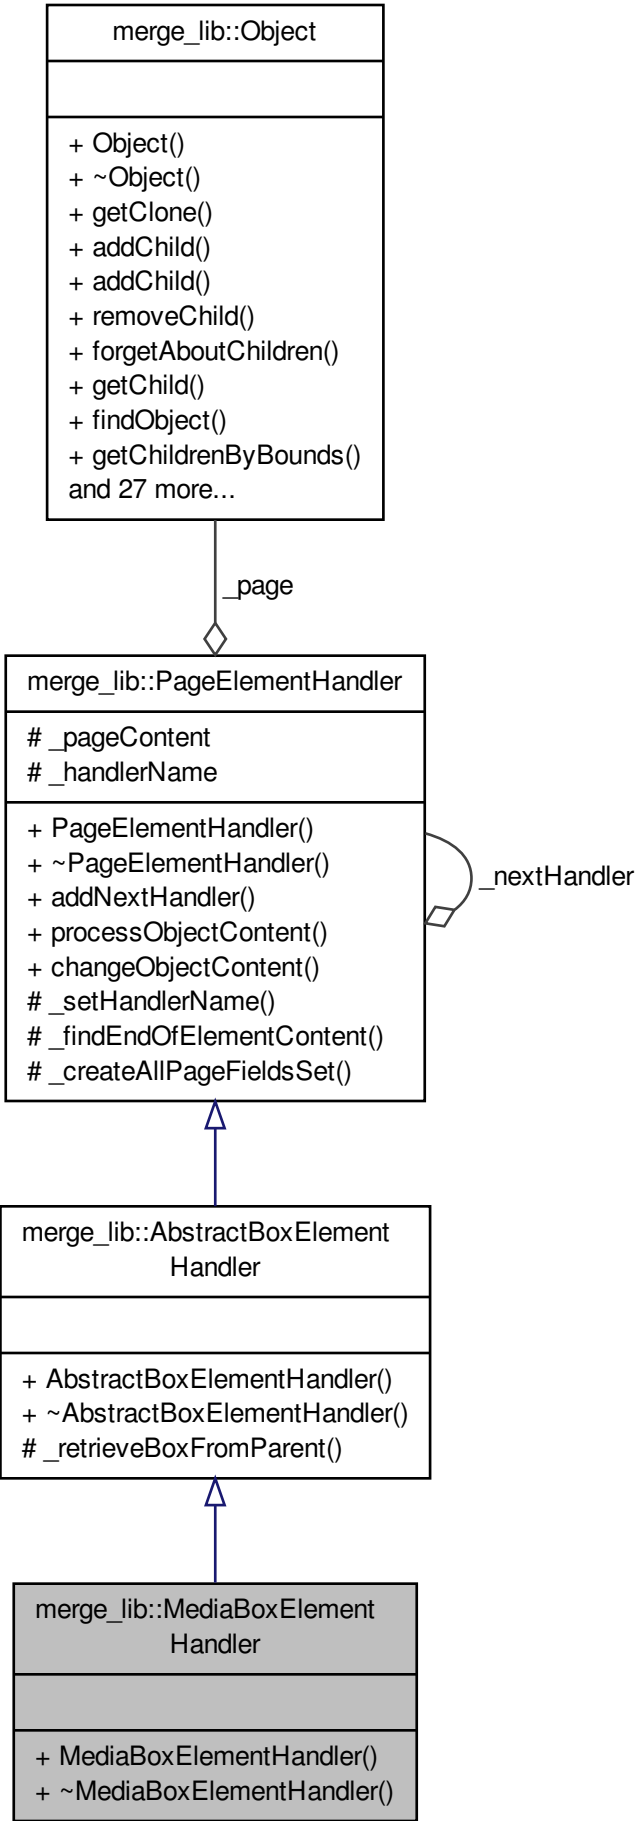 merge_lib::Object
+ Object()
+ ~Object()
+ getClone()
+ addChild()
+ addChild()
+ removeChild()
+ forgetAboutChildren()
+ getChild()
+ findObject()
+ getChildrenByBounds()
and 27 more...
_page
merge_lib::PageElementHandler
# _pageContent
# _handlerName
+ PageElementHandler()
+ ~PageElementHandler()
+ addNextHandler()
+ processObjectContent()
+ changeObjectContent()
# _setHandlerName()
# _findEndOfElementContent()
# _createAllPageFieldsSet()
_nextHandler
merge_lib::AbstractBoxElement
Handler
+ AbstractBoxElementHandler()
+ ~AbstractBoxElementHandler()
# _retrieveBoxFromParent()
merge_lib::MediaBoxElement
Handler
+ MediaBoxElementHandler()
+ ~MediaBoxElementHandler()